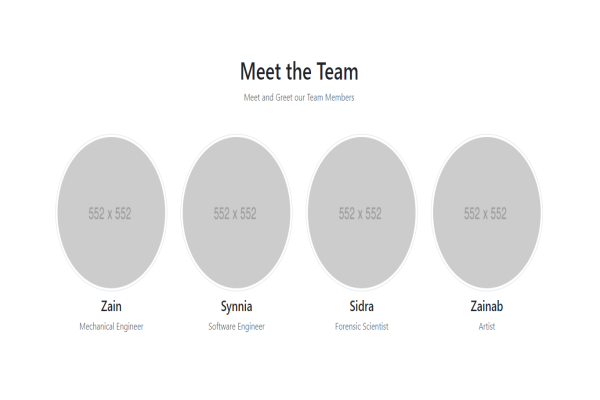 Meet the Team
Meet and Greet our Team Members
552 x 552
552 x 552
552 x 552
552 x 552
Zain
Synnia
Sidra
Zainab
Mechanical Engineer
Software Engineer
Forensic Scientist
Artist